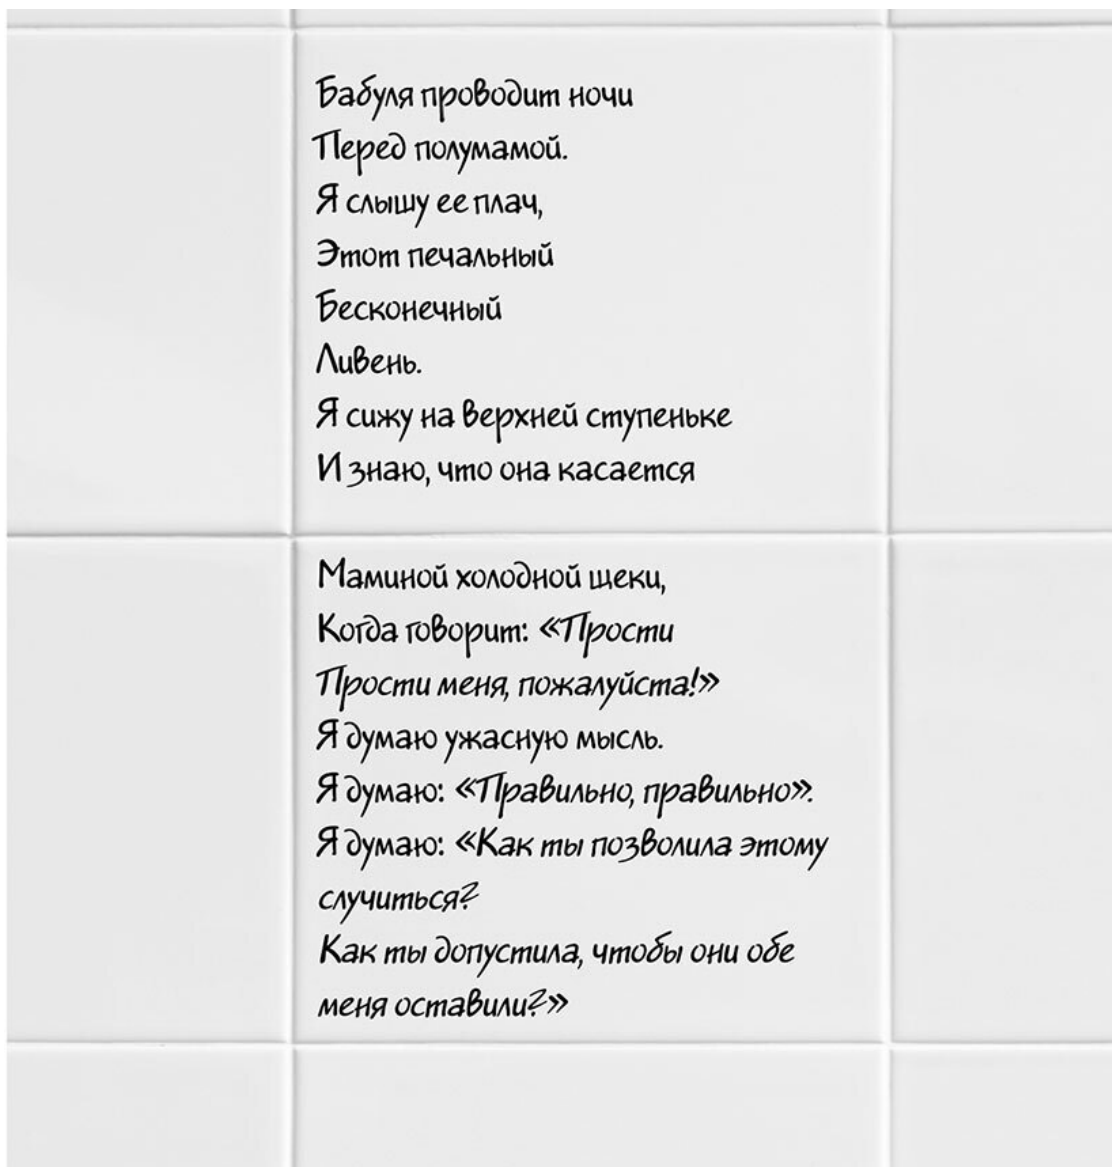 Бабуля проводит ночи
Перед полумамой.
Я слышу ее плач,
Этот печальный
Бесконечный
Ливень.
Я сижу на верхней ступеньке
И знаю, что она касается
Маминой холодной щеки,
Когда говорит: «Прости
Прости меня, пожалуйста!»
Я думаю ужасную мысль.
Я думаю: «Правильно, правильно».
Я думаю: «Как ты позволила этому
случиться?
Как ты допустила, чтобы они обе
меня оставили?»